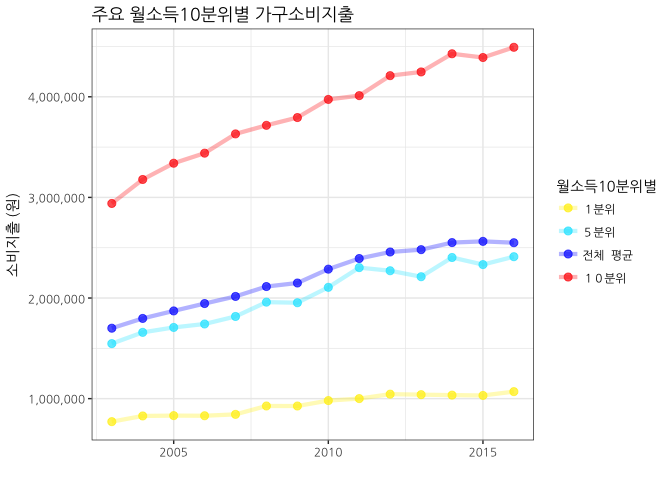 주요 월소득10분위별 가구소비지출
소비지출 (원)
4,000,000
3,000,000
2,000,000
1,000,000
2005
2010
2015
월소득10분위별
1분위
5분위
전체 평균
10분위